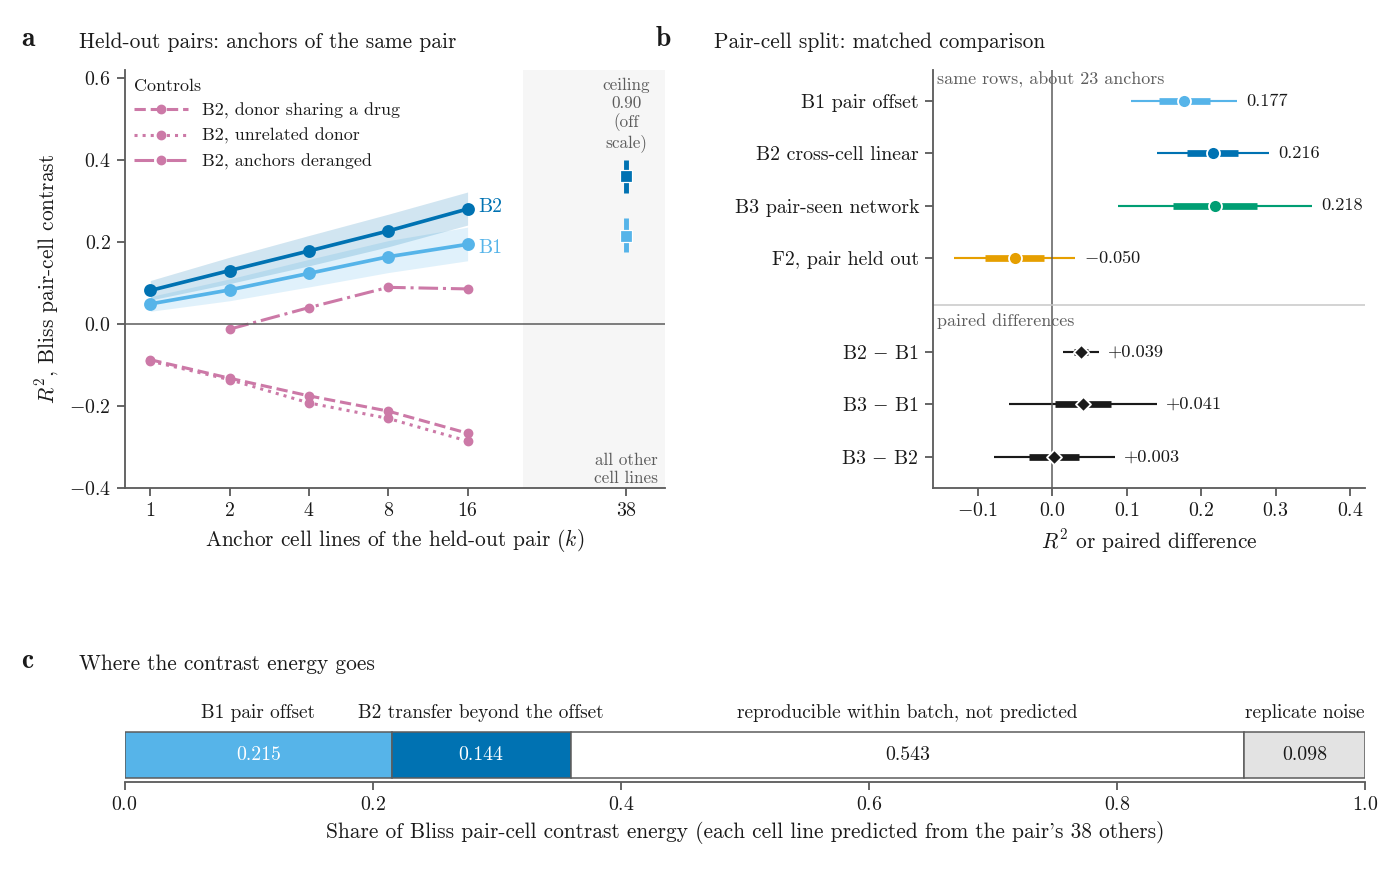 a Held-out pairs: anchors of the same pair
0.6
0.4
0.2
0.0
−0.2
−0.4
R², Bliss pair-cell contrast
Controls
B2, donor sharing a drug
B2, unrelated donor
B2, anchors deranged
ceiling
0.90
(off
scale)
B2
B1
all other
cell lines
1 2 4 8 16 38
Anchor cell lines of the held-out pair (k)
b Pair-cell split: matched comparison
same rows, about 23 anchors
B1 pair offset 0.177
B2 cross-cell linear 0.216
B3 pair-seen network 0.218
F2, pair held out −0.050
paired differences
B2 − B1 +0.039
B3 − B1 +0.041
B3 − B2 +0.003
−0.1 0.0 0.1 0.2 0.3 0.4
R² or paired difference
c Where the contrast energy goes
B1 pair offset B2 transfer beyond the offset reproducible within batch, not predicted replicate noise
0.215 0.144 0.543 0.098
0.0 0.2 0.4 0.6 0.8 1.0
Share of Bliss pair-cell contrast energy (each cell line predicted from the pair's 38 others)